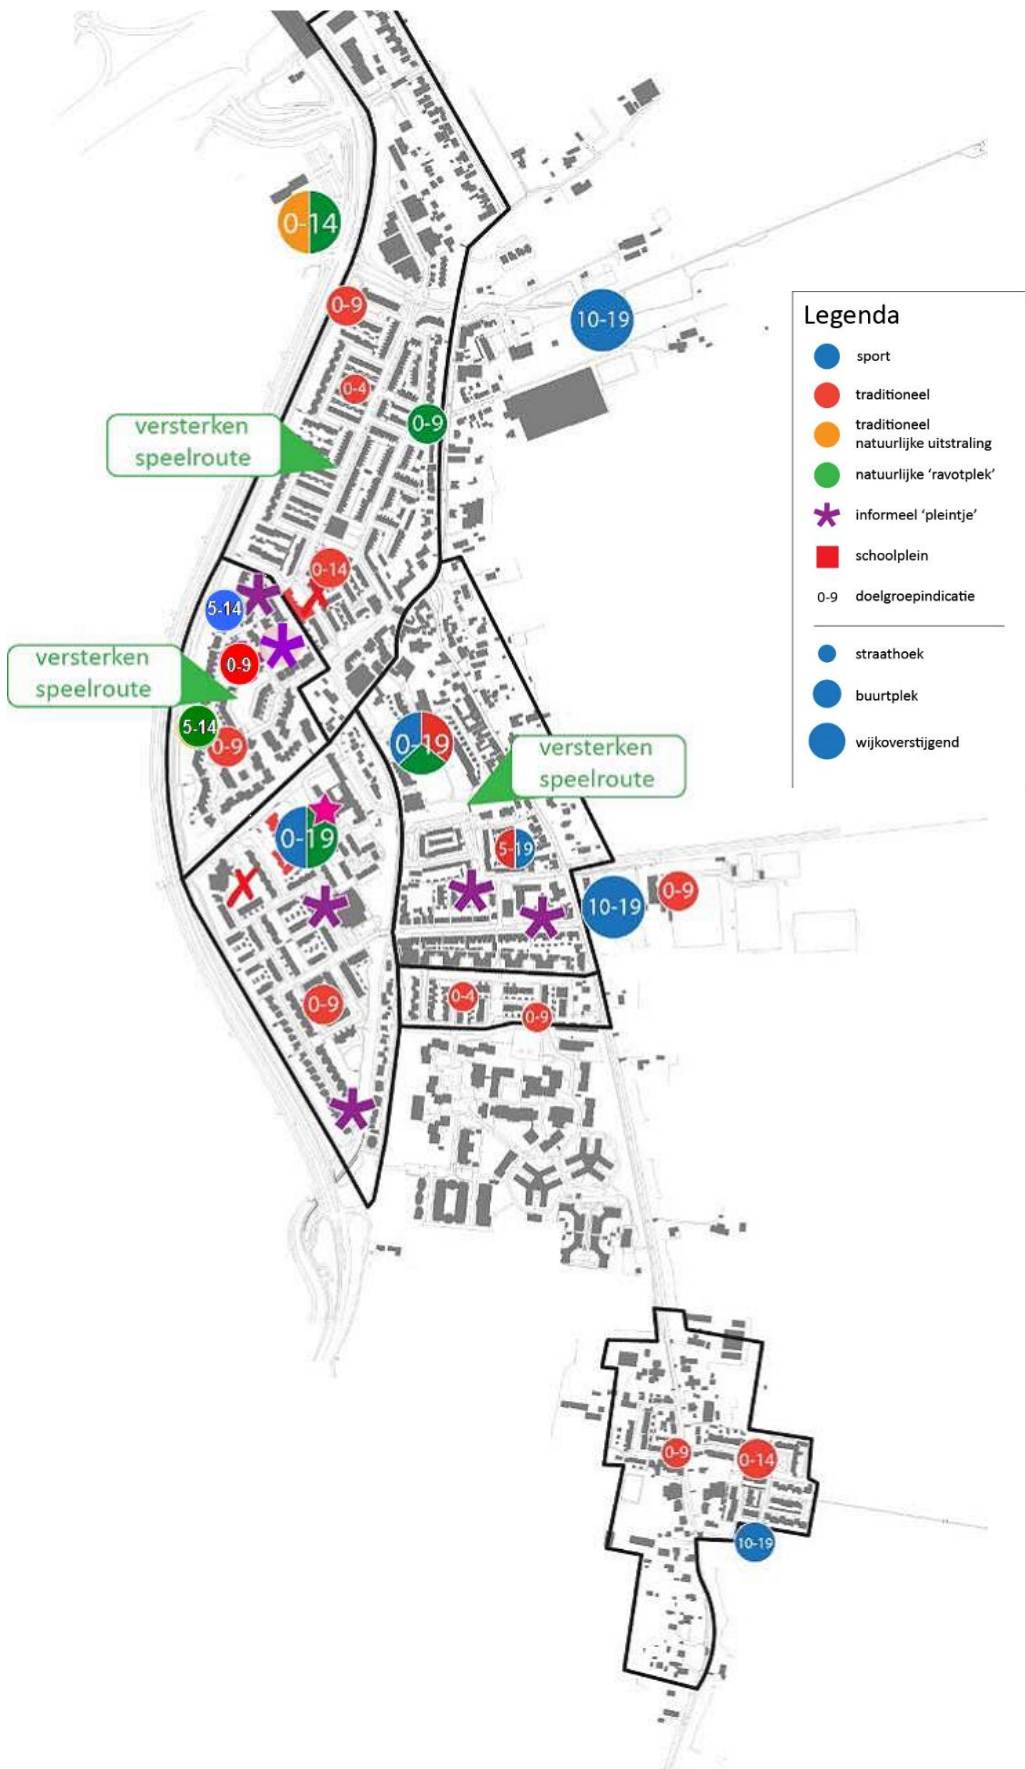 0-14
0-9
10-19
0-4
0-9
versterken
speelroute
0-14
5-14
0-9
versterken
speelroute
5-14
0-9
0-19
versterken
speelroute
0-19
5-19
10-19
0-9
0-9
0-4
0-9
0-9
0-14
10-19
Legenda
sport
traditioneel
traditioneel
natuurlijke uitstraling
natuurlijke ‘ravotplek’
informeel ‘pleintje’
schoolplein
0-9 doelgroepindicatie
straathoek
buurtplek
wijkoverstijgend